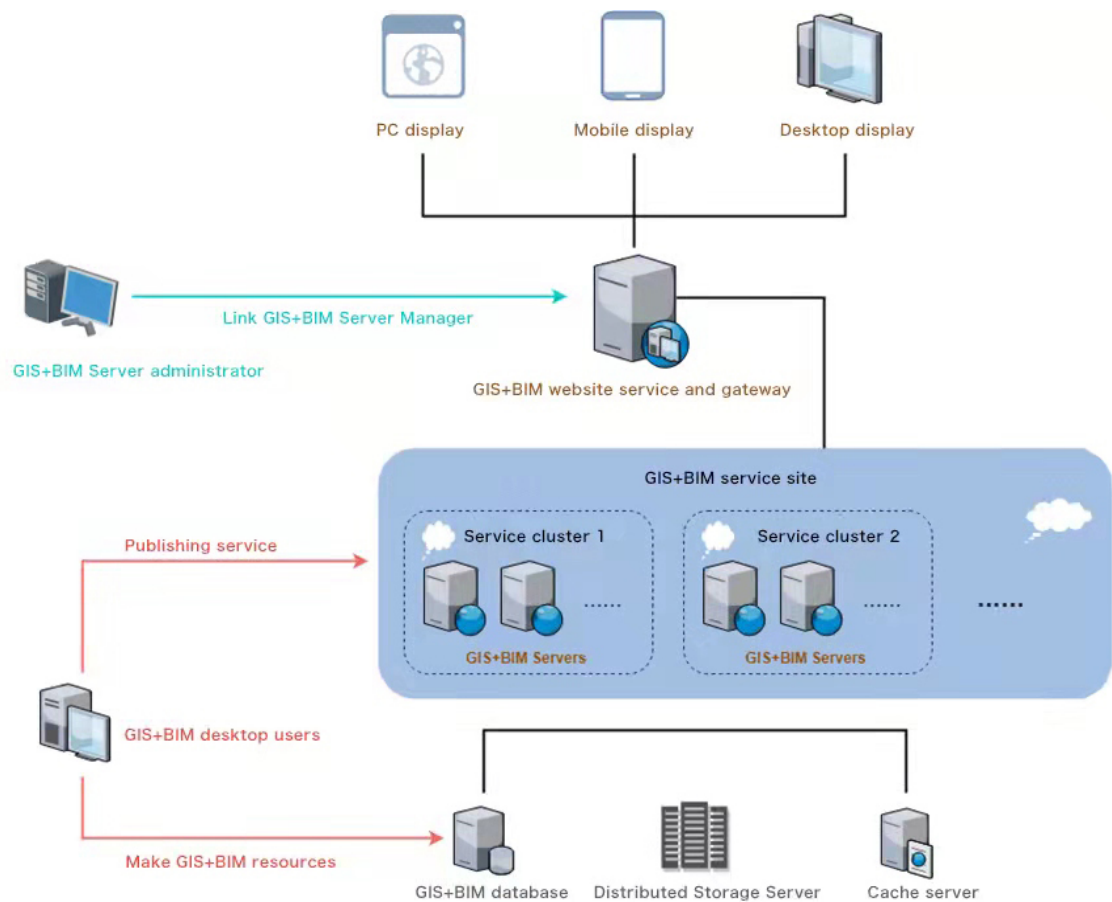 PC display
Mobile display
Desktop display
Link GIS+BIM Server Manager
GIS+BIM Server administrator
GIS+BIM website service and gateway
GIS+BIM service site
Publishing service
Service cluster 1
Service cluster 2
......
......
......
GIS+BIM Servers
GIS+BIM Servers
GIS+BIM desktop users
Make GIS+BIM resources
GIS+BIM database
Distributed Storage Server
Cache server